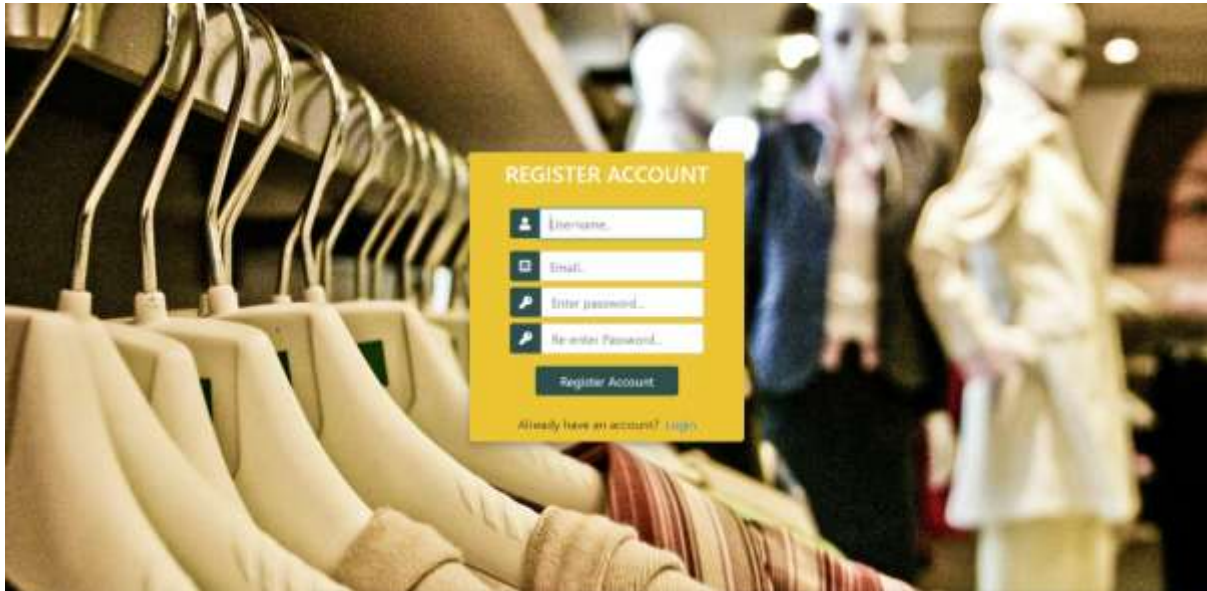 REGISTER ACCOUNT
Username..
Email..
Enter password...
Re-enter Password...
Register Account
Already have an account? Login